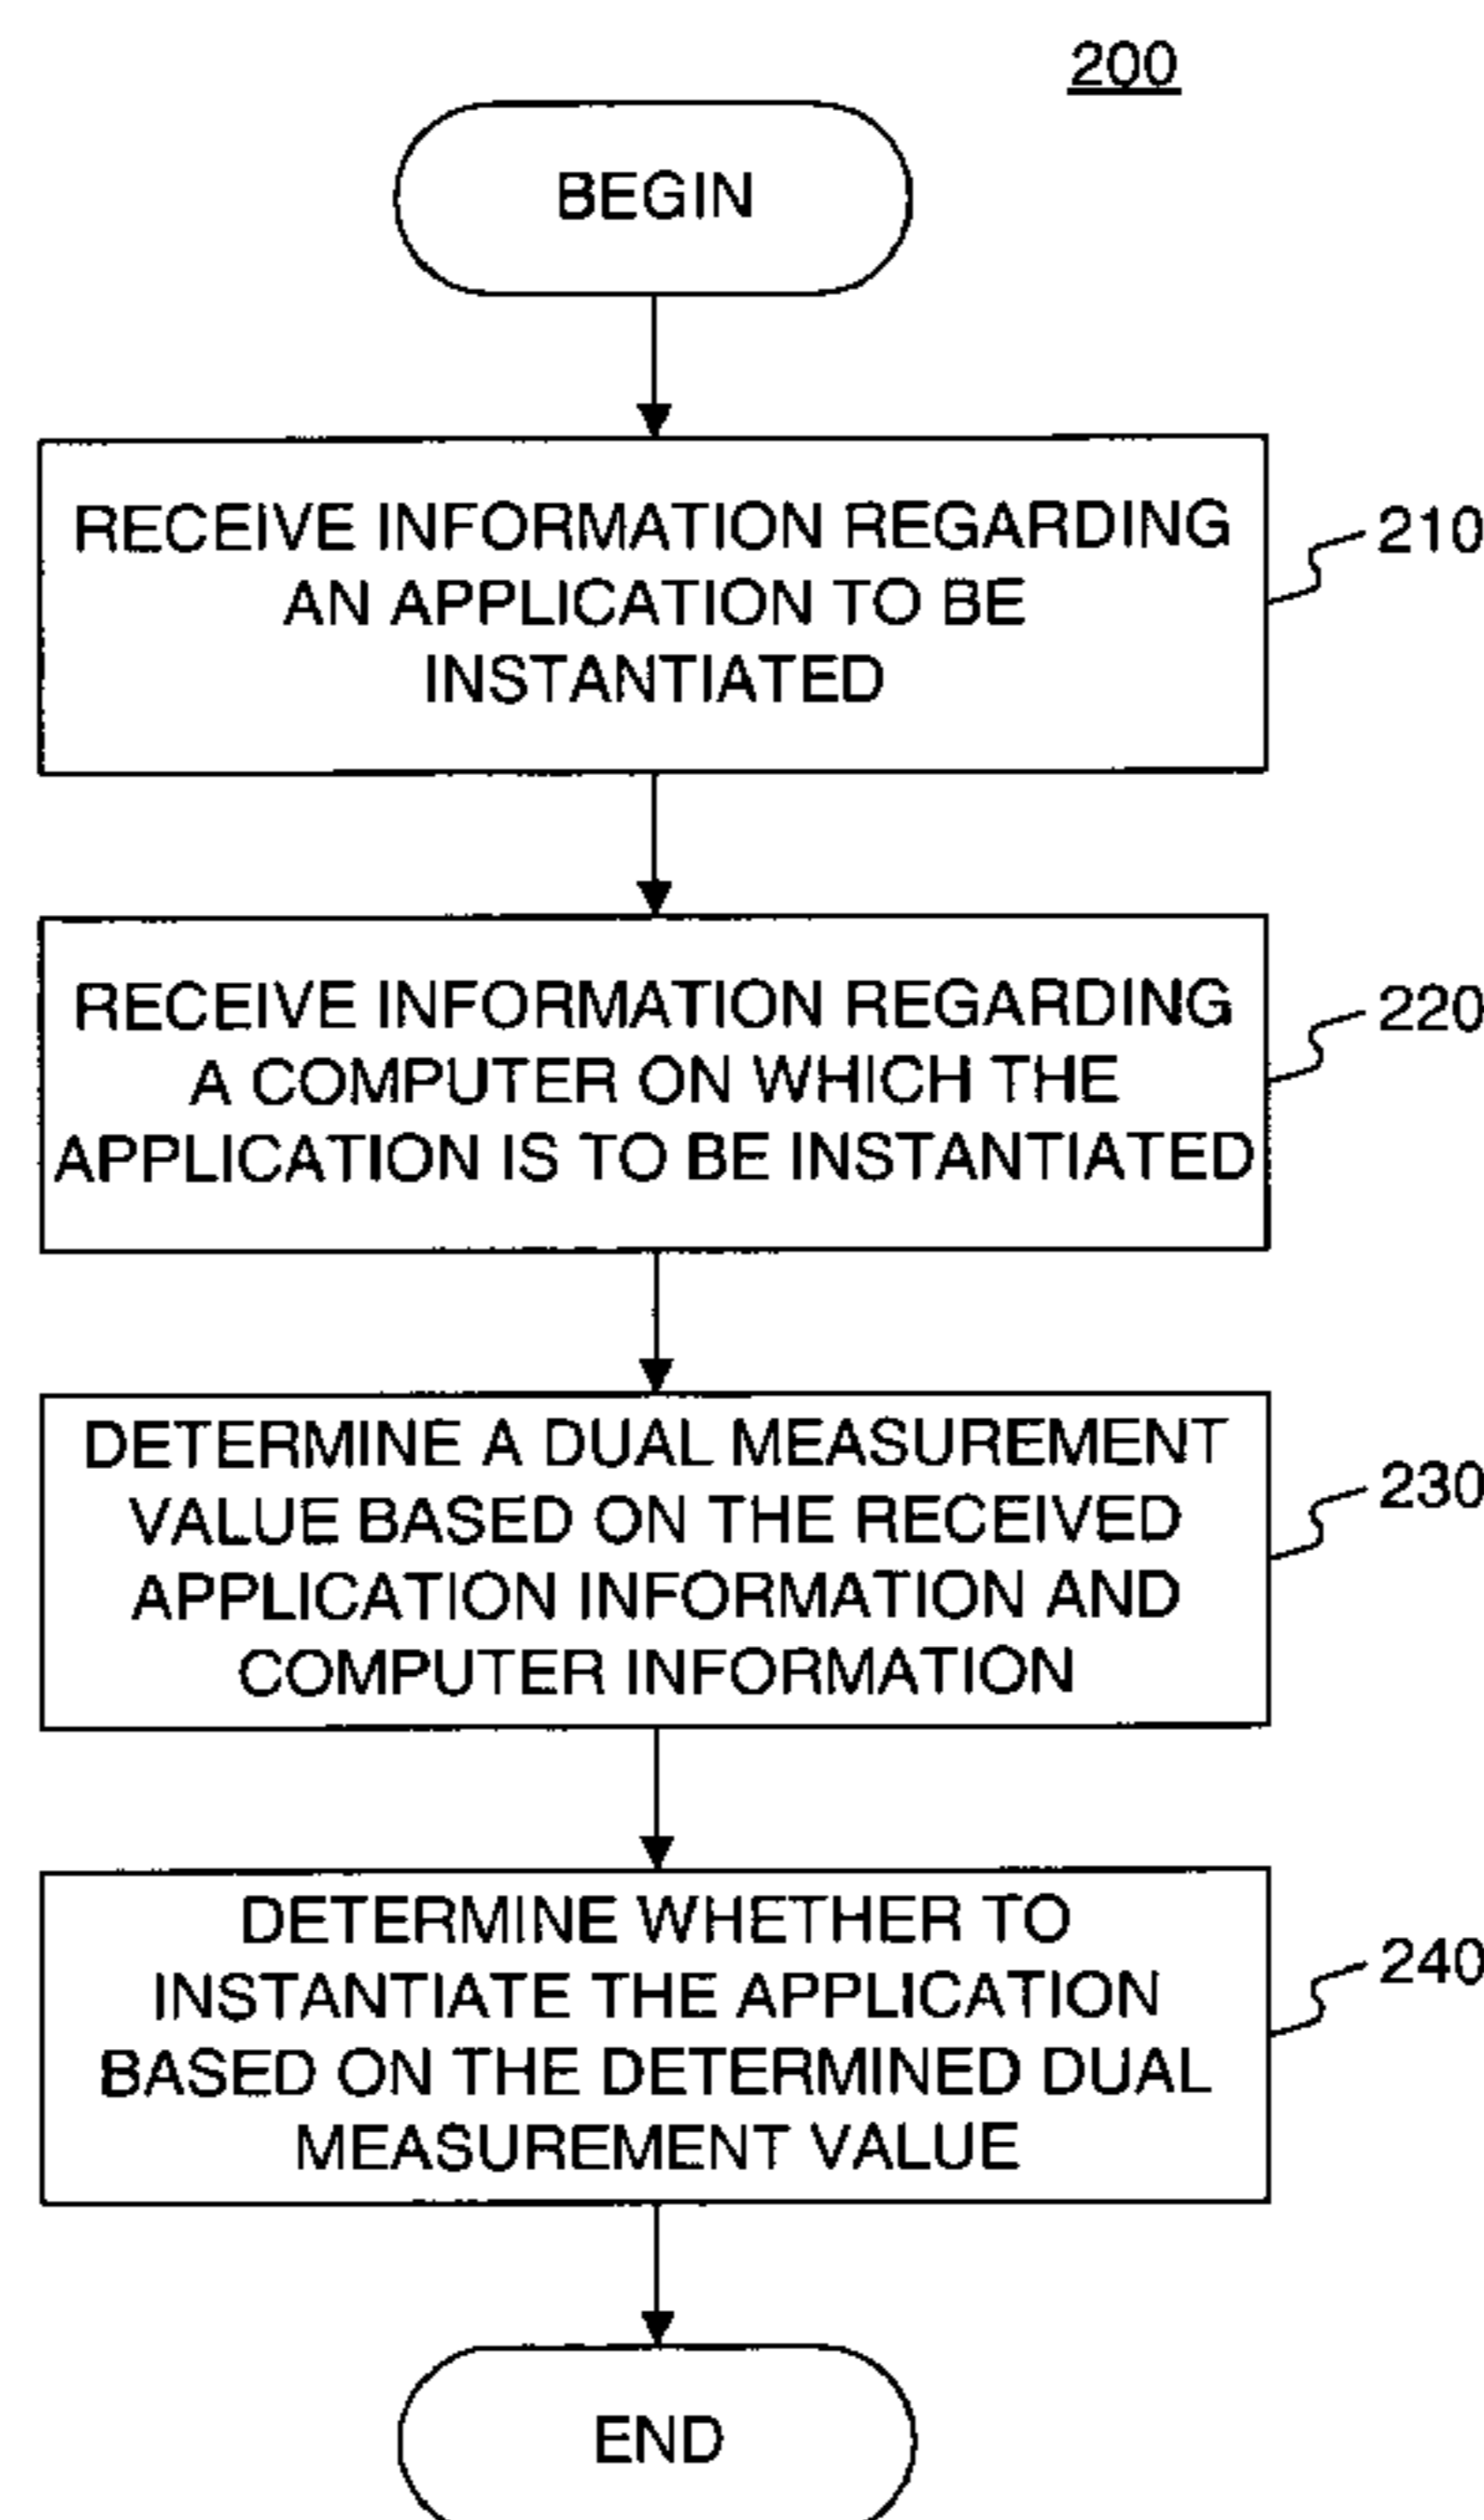 200
BEGIN
RECEIVE INFORMATION REGARDING
AN APPLICATION TO BE
INSTANTIATED
210
RECEIVE INFORMATION REGARDING
A COMPUTER ON WHICH THE
APPLICATION IS TO BE INSTANTIATED
220
DETERMINE A DUAL MEASUREMENT
VALUE BASED ON THE RECEIVED
APPLICATION INFORMATION AND
COMPUTER INFORMATION
230
DETERMINE WHETHER TO
INSTANTIATE THE APPLICATION
BASED ON THE DETERMINED DUAL
MEASUREMENT VALUE
240
END